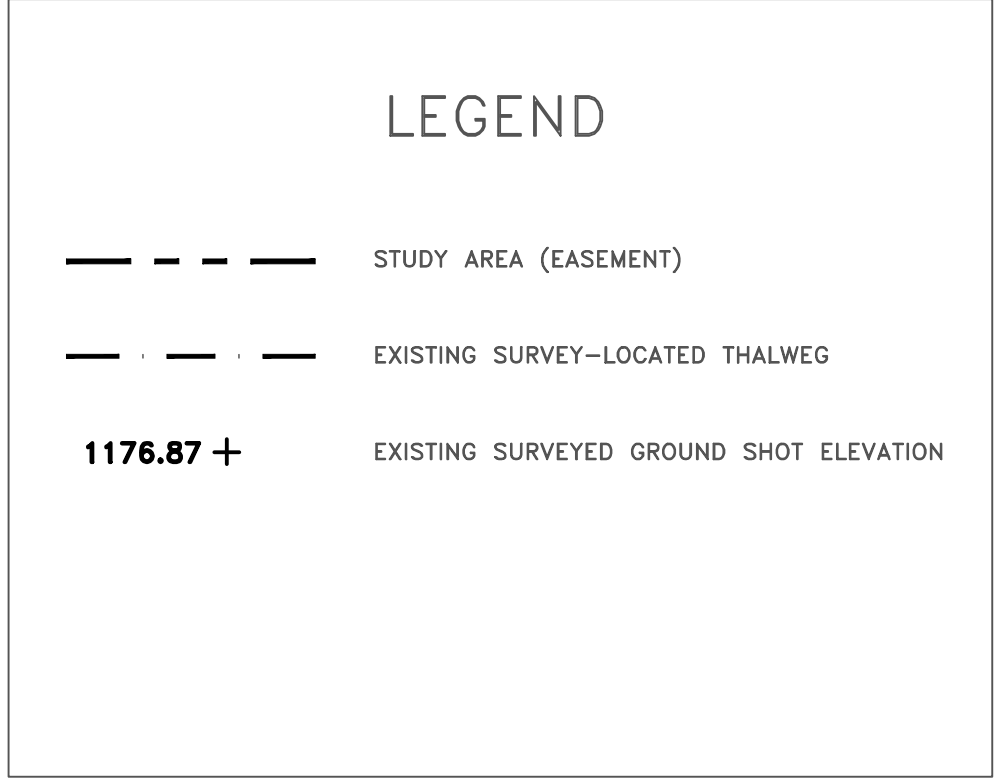 LEGEND
STUDY AREA (EASEMENT)
EXISTING SURVEY-LOCATED THALWEG
1176.87 + EXISTING SURVEYED GROUND SHOT ELEVATION